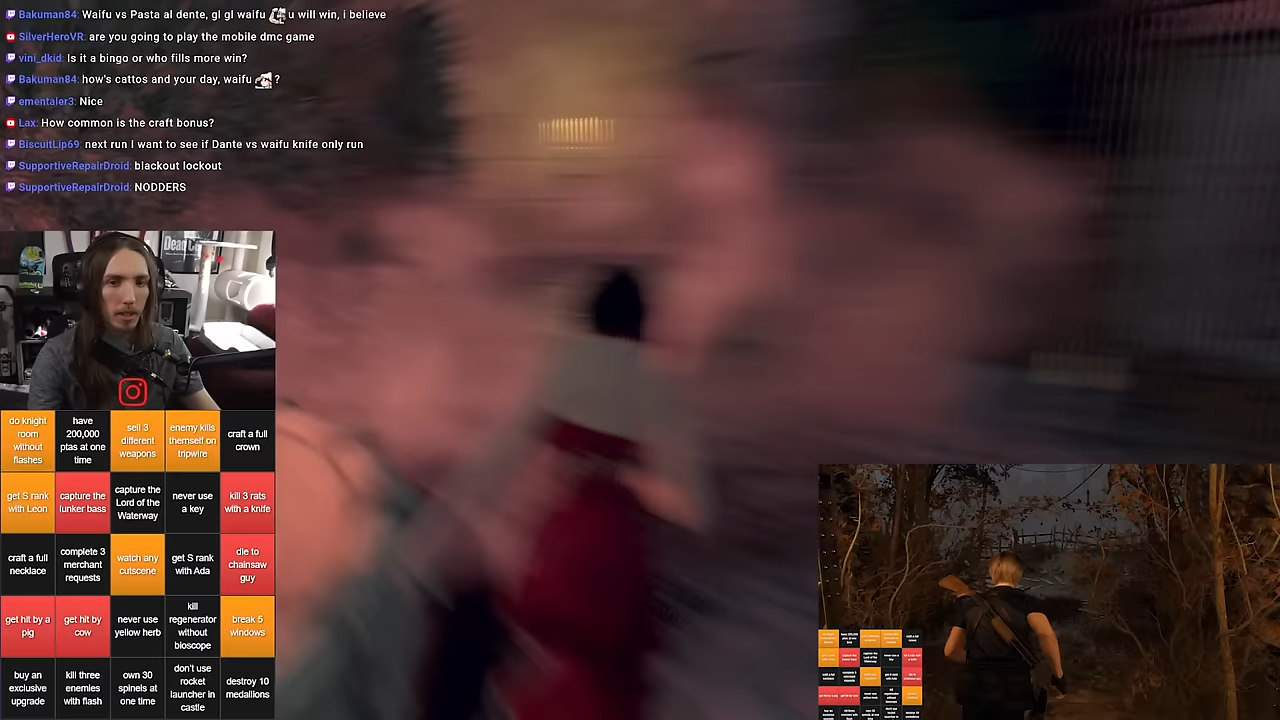 Bakuman84: Waifu vs Pasta al dente, gl gl waifu u will win, i believe
SilverHeroVR: are you going to play the mobile dmc game
vini_dkid: Is it a bingo or who fills more win?
Bakuman84: how's cattos and your day, waifu ?
ementaler3: Nice
Lax: How common is the craft bonus?
BiscuitLip69: next run I want to see if Dante vs waifu knife only run
SupportiveRepairDroid: blackout lockout
SupportiveRepairDroid: NODDERS
do knight
room
without
flashes
have
200,000
ptas at one
time
sell 3
different
weapons
enemy kills
themself on
tripwire
craft a full
crown
get S rank
with Leon
capture the
lunker bass
capture the
Lord of the
Waterway
never use
a key
kill 3 rats
with a knife
craft a full
necklace
complete 3
merchant
requests
watch any
cutscene
get S rank
with Ada
die to
chainsaw
guy
get hit by a
pig
get hit by
cow
never use
yellow herb
kill
regenerator
without
bioscope
break 5
windows
buy an
exclusive
upgrade
kill three
enemies
with flash
own 30
spinels at
one time
don't use
rocket
launcher in
castle
destroy 10
medallions